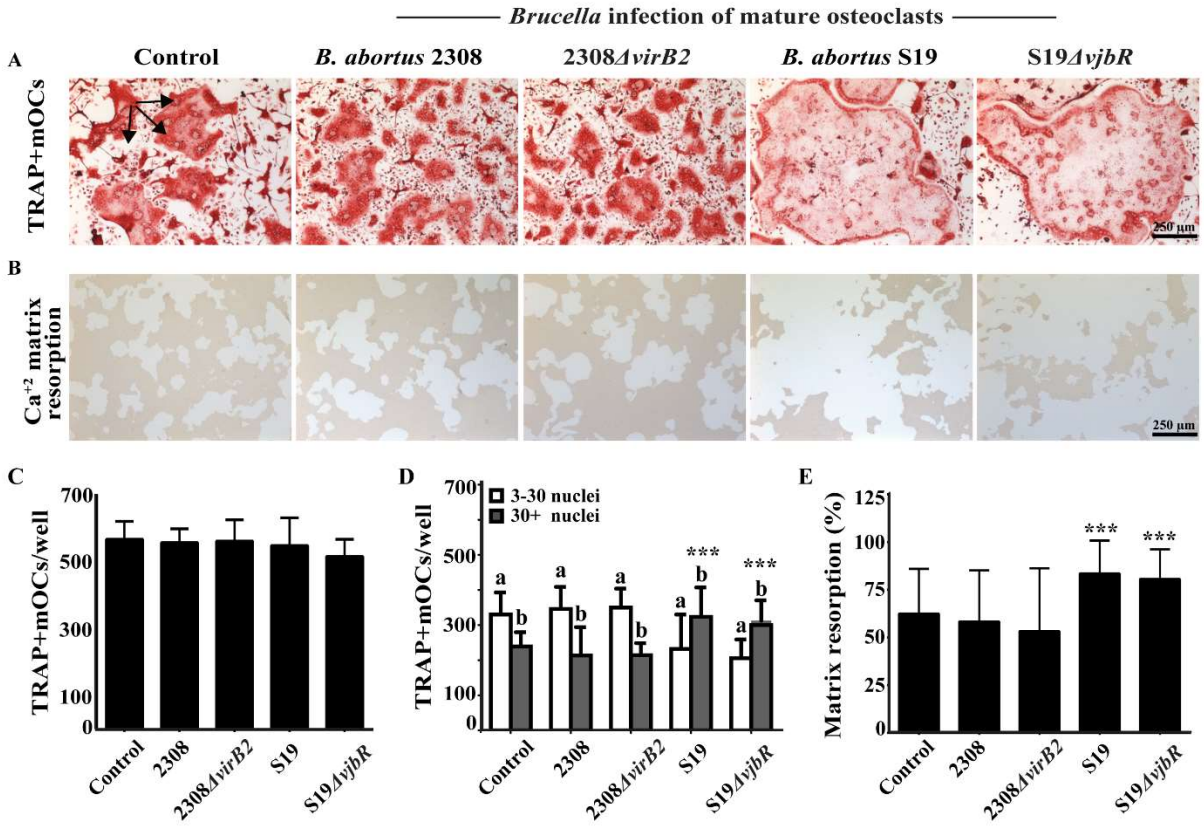 Brucella infection of mature osteoclasts
Control B. abortus 2308 2308ΔvirB2 B. abortus S19 S19ΔvjbR
A
TRAP+mOCs
250 µm
B
Ca+2 matrix
resorption
250 µm
C
TRAP+mOCs/well
700
500
300
100
0
Control 2308 2308ΔvirB2 S19 S19ΔvjbR
D
3-30 nuclei
30+ nuclei
TRAP+mOCs/well
700
500
300
100
0
a b a b a b a b *** a b ***
Control 2308 2308ΔvirB2 S19 S19ΔvjbR
E
Matrix resorption (%)
125
100
75
50
25
0
*** ***
Control 2308 2308ΔvirB2 S19 S19ΔvjbR